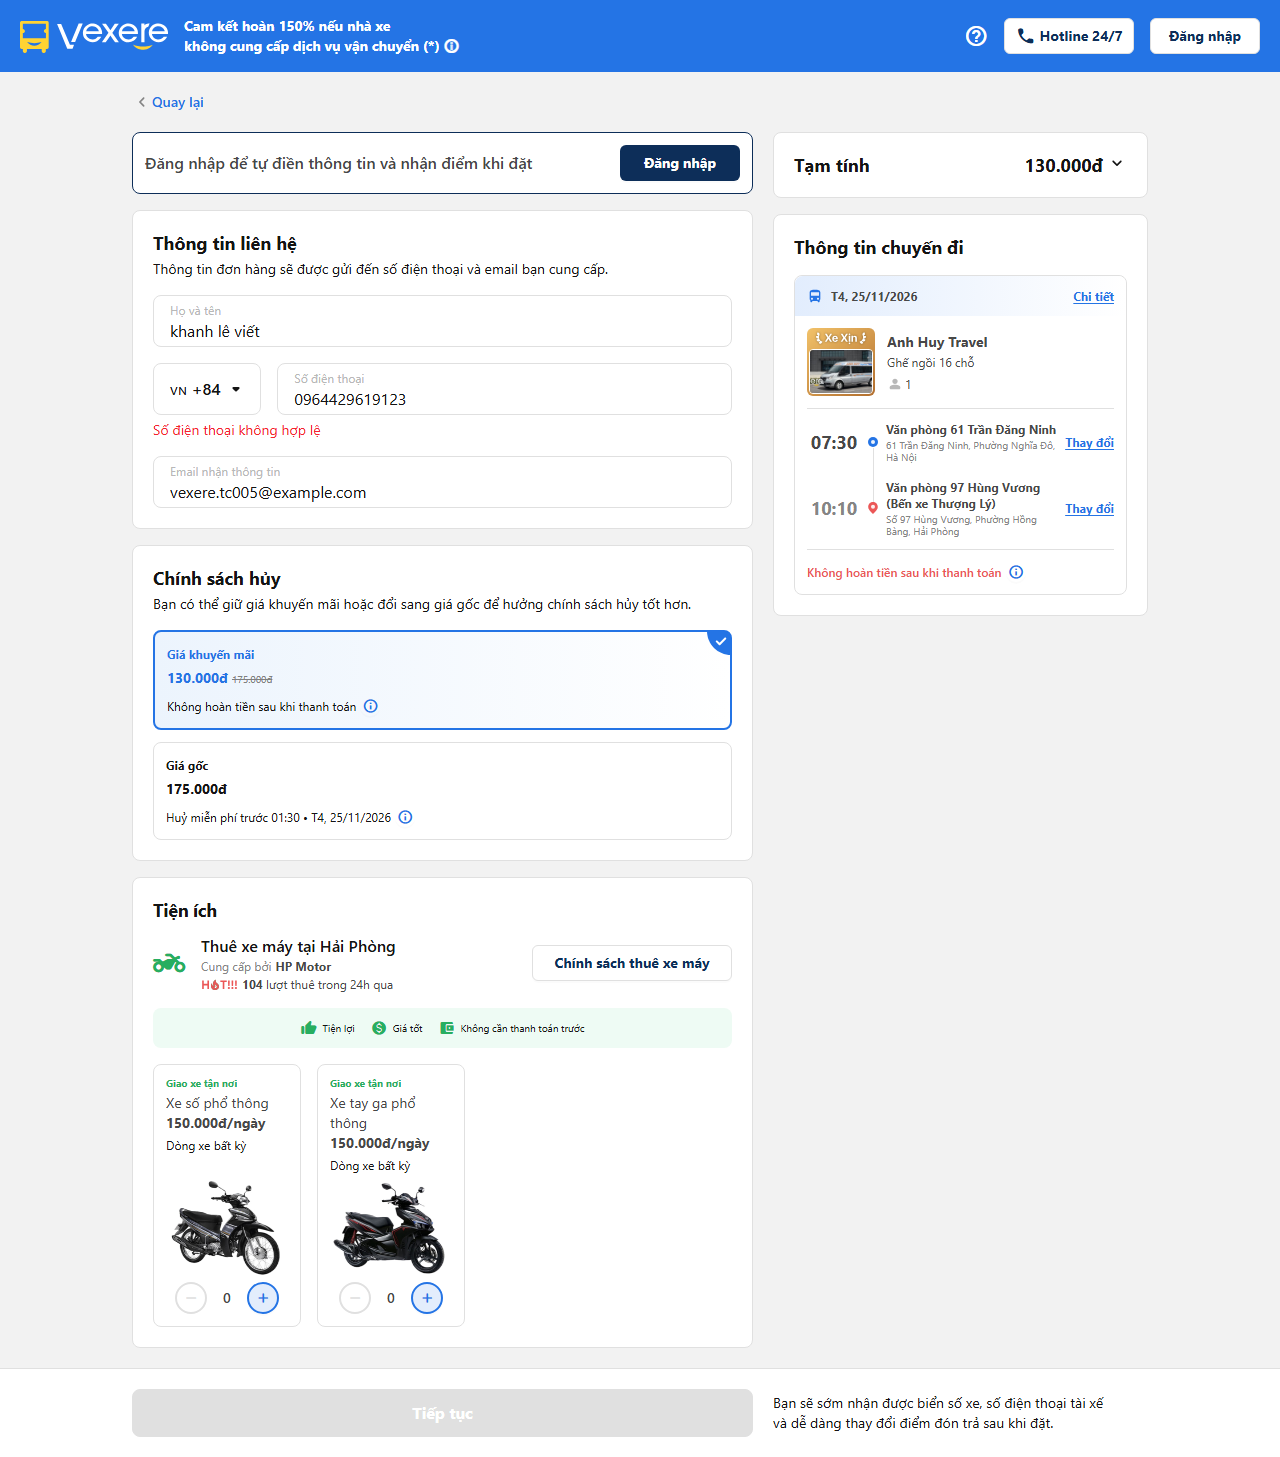 vexere
Cam kết hoàn 150% nếu nhà xe
không cung cấp dịch vụ vận chuyển (*)
Hotline 24/7
Đăng nhập
Quay lại
Đăng nhập để tự điền thông tin và nhận điểm khi đặt
Đăng nhập
Thông tin liên hệ
Thông tin đơn hàng sẽ được gửi đến số điện thoại và email bạn cung cấp.
Họ và tên
khanh lê viết
VN +84
Số điện thoại
0964429619123
Số điện thoại không hợp lệ
Email nhận thông tin
vexere.tc005@example.com
Chính sách hủy
Bạn có thể giữ giá khuyến mãi hoặc đổi sang giá gốc để hưởng chính sách hủy tốt hơn.
Giá khuyến mãi
130.000đ 175.000đ
Không hoàn tiền sau khi thanh toán
Giá gốc
175.000đ
Huỷ miễn phí trước 01:30 • T4, 25/11/2026
Tiện ích
Thuê xe máy tại Hải Phòng
Cung cấp bởi HP Motor
HOT!!! 104 lượt thuê trong 24h qua
Chính sách thuê xe máy
Tiện lợi
Giá tốt
Không cần thanh toán trước
Giao xe tận nơi
Xe số phổ thông
150.000đ/ngày
Dòng xe bất kỳ
0
Giao xe tận nơi
Xe tay ga phổ
thông
150.000đ/ngày
Dòng xe bất kỳ
0
Tạm tính
130.000đ
Thông tin chuyến đi
T4, 25/11/2026
Chi tiết
Xe Xịn
Anh Huy Travel
Ghế ngồi 16 chỗ
1
07:30
Văn phòng 61 Trần Đăng Ninh
61 Trần Đăng Ninh, Phường Nghĩa Đô,
Hà Nội
Thay đổi
10:10
Văn phòng 97 Hùng Vương
(Bến xe Thượng Lý)
Số 97 Hùng Vương, Phường Hồng
Bàng, Hải Phòng
Thay đổi
Không hoàn tiền sau khi thanh toán
Tiếp tục
Bạn sẽ sớm nhận được biển số xe, số điện thoại tài xế
và dễ dàng thay đổi điểm đón trả sau khi đặt.